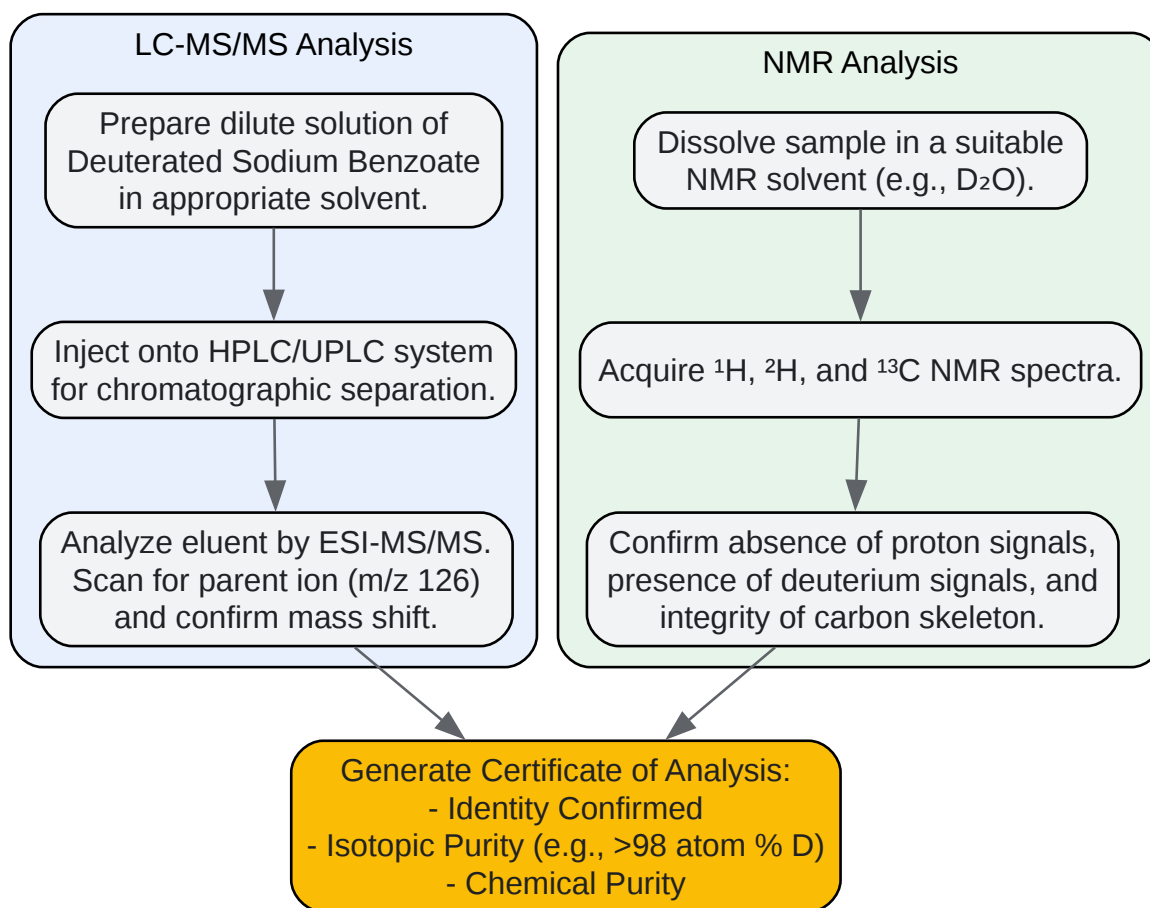 LC-MS/MS Analysis
Prepare dilute solution of
Deuterated Sodium Benzoate
in appropriate solvent.
Inject onto HPLC/UPLC system
for chromatographic separation.
Analyze eluent by ESI-MS/MS.
Scan for parent ion (m/z 126)
and confirm mass shift.
NMR Analysis
Dissolve sample in a suitable
NMR solvent (e.g., D₂O).
Acquire ¹H, ²H, and ¹³C NMR spectra.
Confirm absence of proton signals,
presence of deuterium signals, and
integrity of carbon skeleton.
Generate Certificate of Analysis:
- Identity Confirmed
- Isotopic Purity (e.g., >98 atom % D)
- Chemical Purity